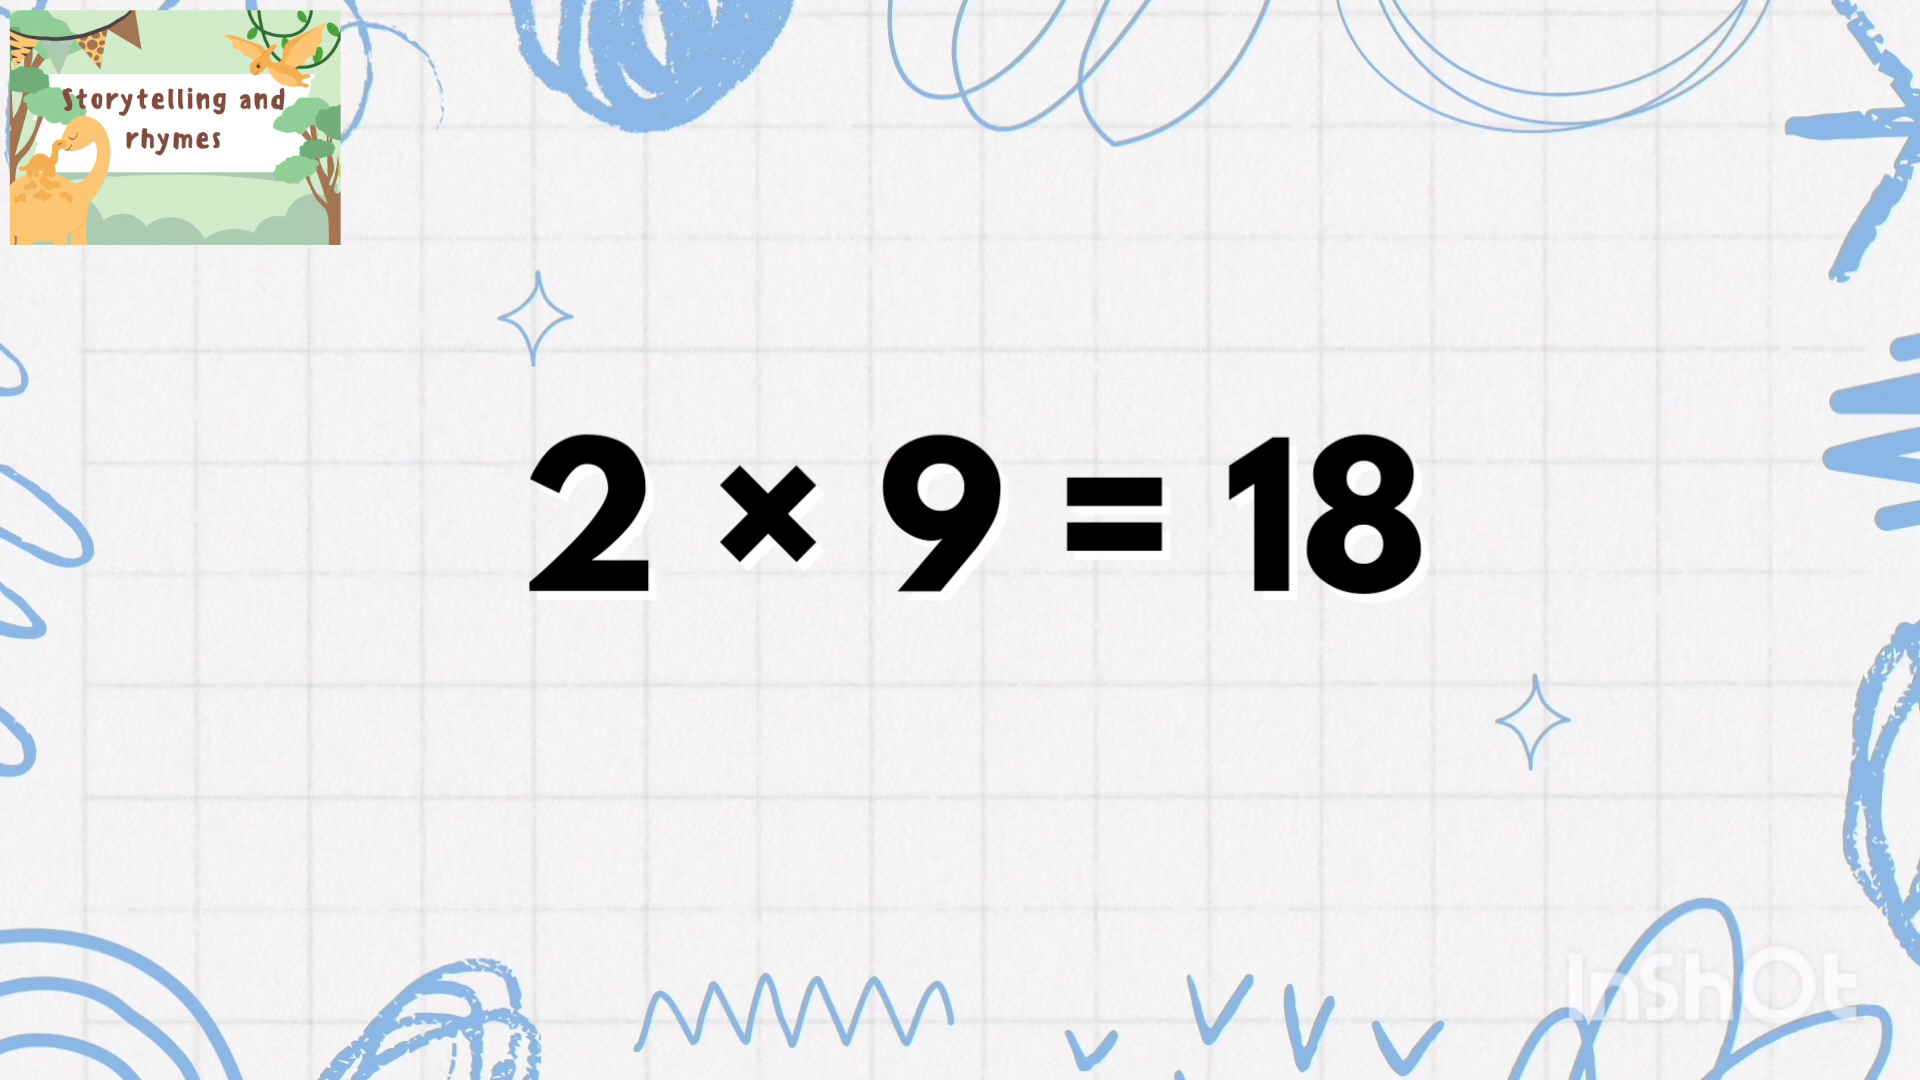 Storytelling and
rhymes
2 × 9 = 18
InShOt